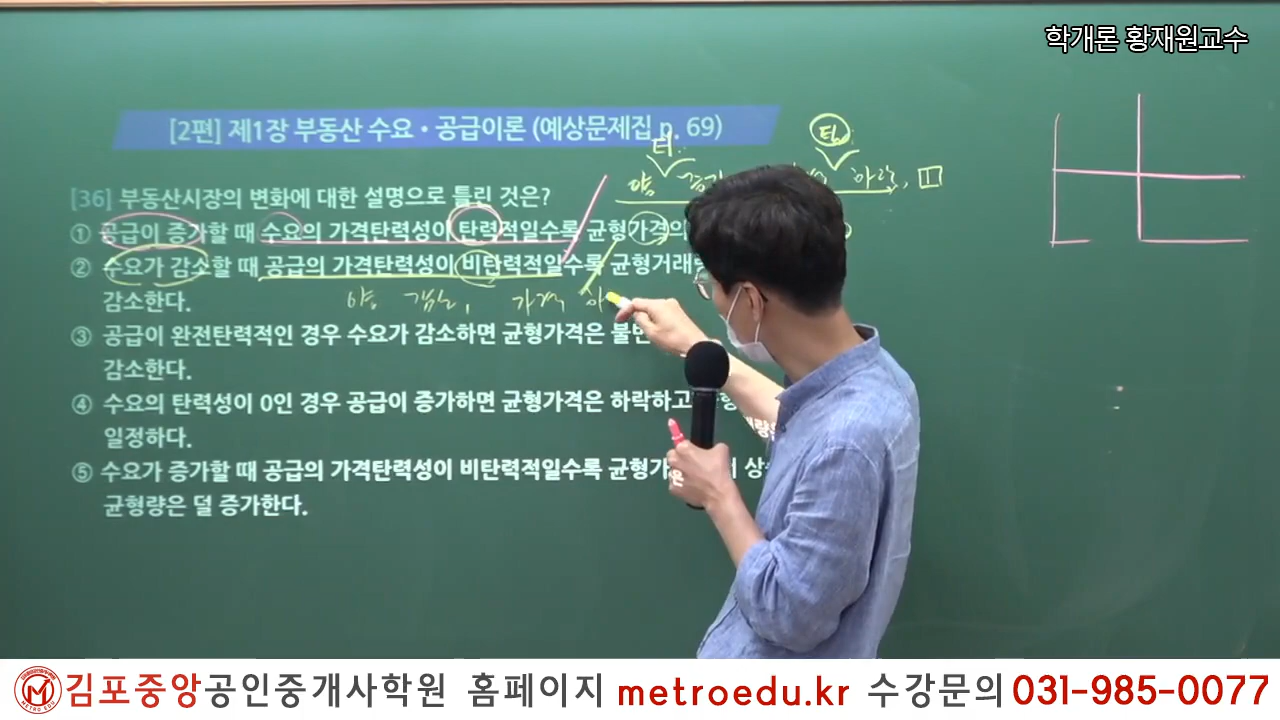 학개론 황재원교수
[2편] 제1장 부동산 수요·공급이론 (예상문제집 p. 69)
터
탄
양
하락,
[36] 부동산시장의 변화에 대한 설명으로 틀린 것은?
① 공급이 증가할 때 수요의 가격탄력성이 탄력적일수록 균형가격의
② 수요가 감소할 때 공급의 가격탄력성이 비탄력적일수록 균형거래량
감소한다.
양 가격 하
③ 공급이 완전탄력적인 경우 수요가 감소하면 균형가격은 불변
감소한다.
④ 수요의 탄력성이 0인 경우 공급이 증가하면 균형가격은 하락하고
일정하다.
⑤ 수요가 증가할 때 공급의 가격탄력성이 비탄력적일수록 균형가
균형량은 덜 증가한다.
METRO EDU
김포중앙공인중개사학원 홈페이지 metroedu.kr 수강문의 031-985-0077